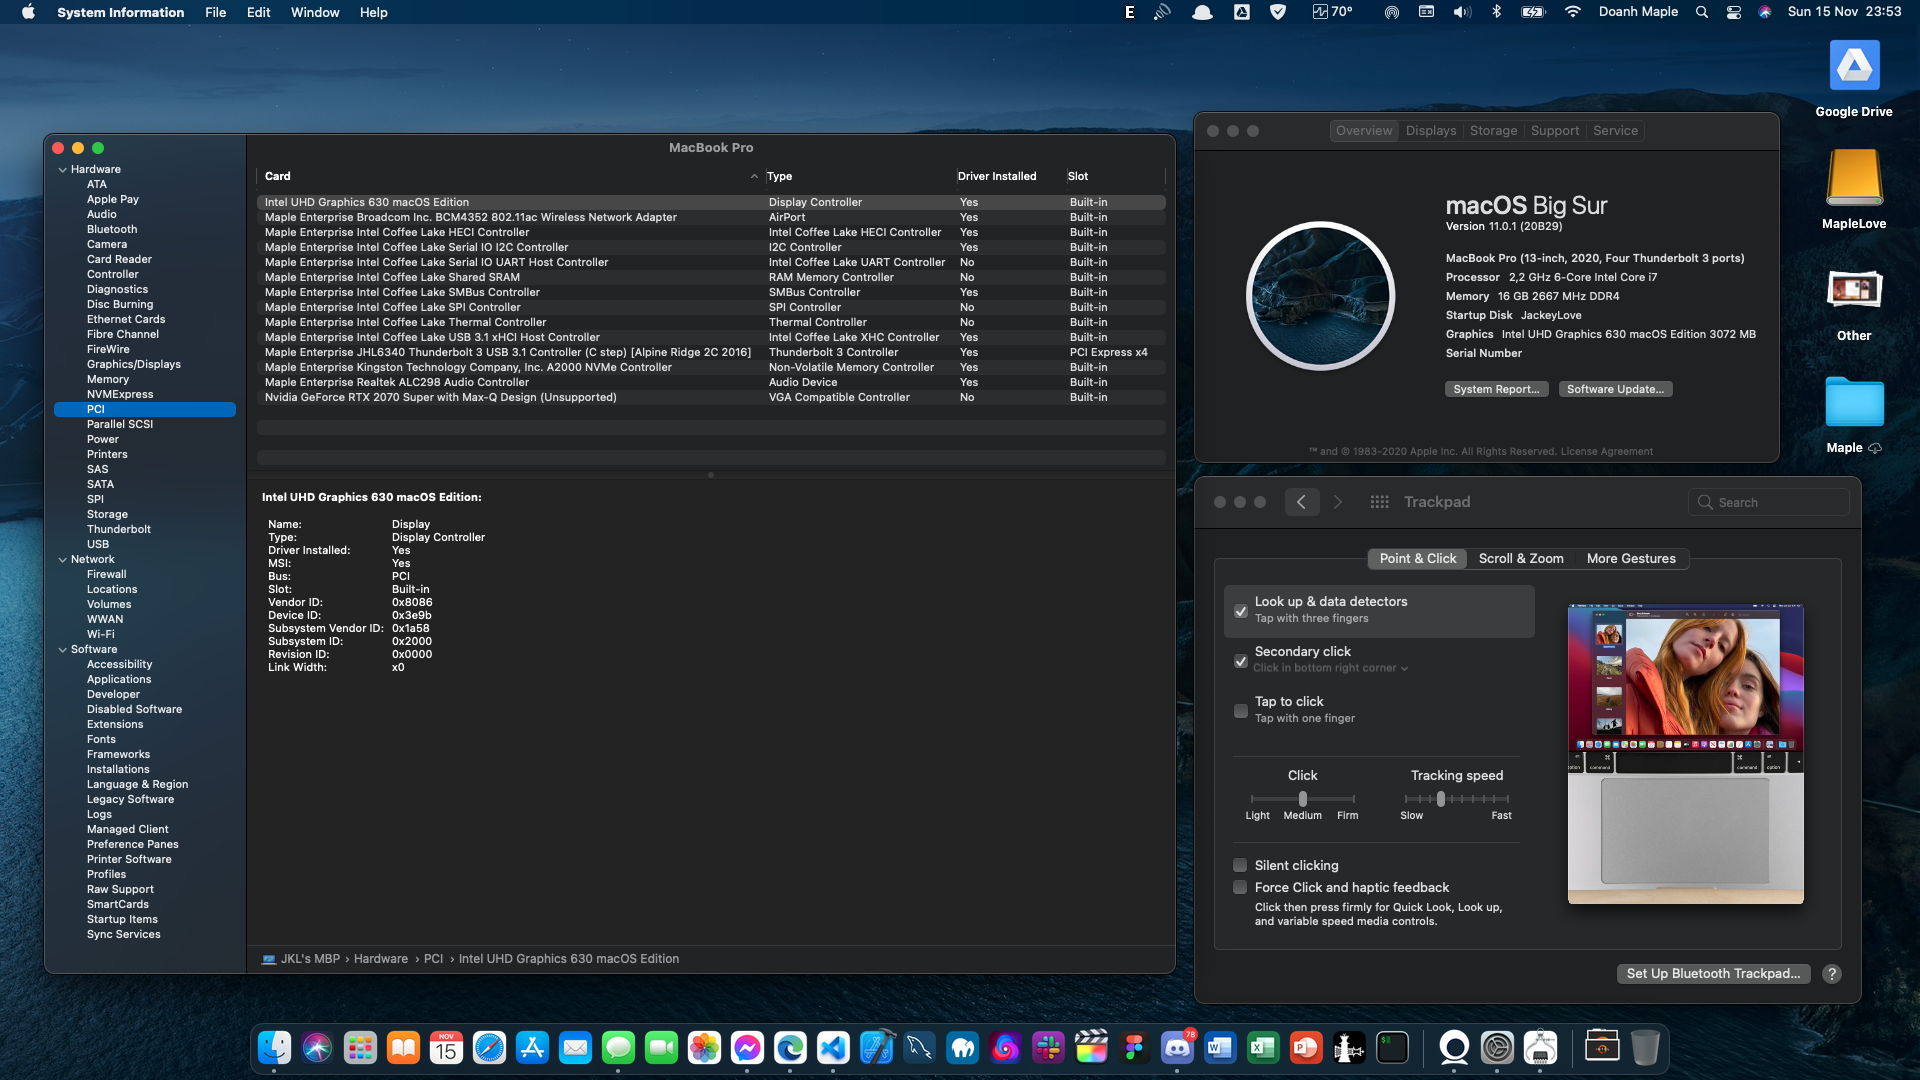 System Information File Edit Window Help
E 70° Doanh Maple Sun 15 Nov 23:53
Google Drive
MapleLove
Other
Maple
MacBook Pro
Hardware
ATA
Apple Pay
Audio
Bluetooth
Camera
Card Reader
Controller
Diagnostics
Disc Burning
Ethernet Cards
Fibre Channel
FireWire
Graphics/Displays
Memory
NVMExpress
PCI
Parallel SCSI
Power
Printers
SAS
SATA
SPI
Storage
Thunderbolt
USB
Network
Firewall
Locations
Volumes
WWAN
Wi-Fi
Software
Accessibility
Applications
Developer
Disabled Software
Extensions
Fonts
Frameworks
Installations
Language & Region
Legacy Software
Logs
Managed Client
Preference Panes
Printer Software
Profiles
Raw Support
SmartCards
Startup Items
Sync Services
Card Type Driver Installed Slot
Intel UHD Graphics 630 macOS Edition Display Controller Yes Built-in
Maple Enterprise Broadcom Inc. BCM4352 802.11ac Wireless Network Adapter AirPort Yes Built-in
Maple Enterprise Intel Coffee Lake HECI Controller Intel Coffee Lake HECI Controller Yes Built-in
Maple Enterprise Intel Coffee Lake Serial IO I2C Controller I2C Controller Yes Built-in
Maple Enterprise Intel Coffee Lake Serial IO UART Host Controller Intel Coffee Lake UART Controller No Built-in
Maple Enterprise Intel Coffee Lake Shared SRAM RAM Memory Controller No Built-in
Maple Enterprise Intel Coffee Lake SMBus Controller SMBus Controller Yes Built-in
Maple Enterprise Intel Coffee Lake SPI Controller SPI Controller No Built-in
Maple Enterprise Intel Coffee Lake Thermal Controller Thermal Controller No Built-in
Maple Enterprise Intel Coffee Lake USB 3.1 xHCI Host Controller Intel Coffee Lake XHC Controller Yes Built-in
Maple Enterprise JHL6340 Thunderbolt 3 USB 3.1 Controller (C step) [Alpine Ridge 2C 2016] Thunderbolt 3 Controller Yes PCI Express x4
Maple Enterprise Kingston Technology Company, Inc. A2000 NVMe Controller Non-Volatile Memory Controller Yes Built-in
Maple Enterprise Realtek ALC298 Audio Controller Audio Device Yes Built-in
Nvidia GeForce RTX 2070 Super with Max-Q Design (Unsupported) VGA Compatible Controller No Built-in
Intel UHD Graphics 630 macOS Edition:
Name: Display
Type: Display Controller
Driver Installed: Yes
MSI: Yes
Bus: PCI
Slot: Built-in
Vendor ID: 0x8086
Device ID: 0x3e9b
Subsystem Vendor ID: 0x1a58
Subsystem ID: 0x2000
Revision ID: 0x0000
Link Width: x0
JKL's MBP › Hardware › PCI › Intel UHD Graphics 630 macOS Edition
Overview Displays Storage Support Service
macOS Big Sur
Version 11.0.1 (20B29)
MacBook Pro (13-inch, 2020, Four Thunderbolt 3 ports)
Processor 2,2 GHz 6-Core Intel Core i7
Memory 16 GB 2667 MHz DDR4
Startup Disk JackeyLove
Graphics Intel UHD Graphics 630 macOS Edition 3072 MB
Serial Number
System Report... Software Update...
™ and © 1983-2020 Apple Inc. All Rights Reserved. License Agreement
Trackpad
Search
Point & Click Scroll & Zoom More Gestures
Look up & data detectors
Tap with three fingers
Secondary click
Click in bottom right corner
Tap to click
Tap with one finger
Click Tracking speed
Light Medium Firm Slow Fast
Silent clicking
Force Click and haptic feedback
Click then press firmly for Quick Look, Look up,
and variable speed media controls.
option command command option
Set Up Bluetooth Trackpad... ?
NOV
15
78
W X P
$